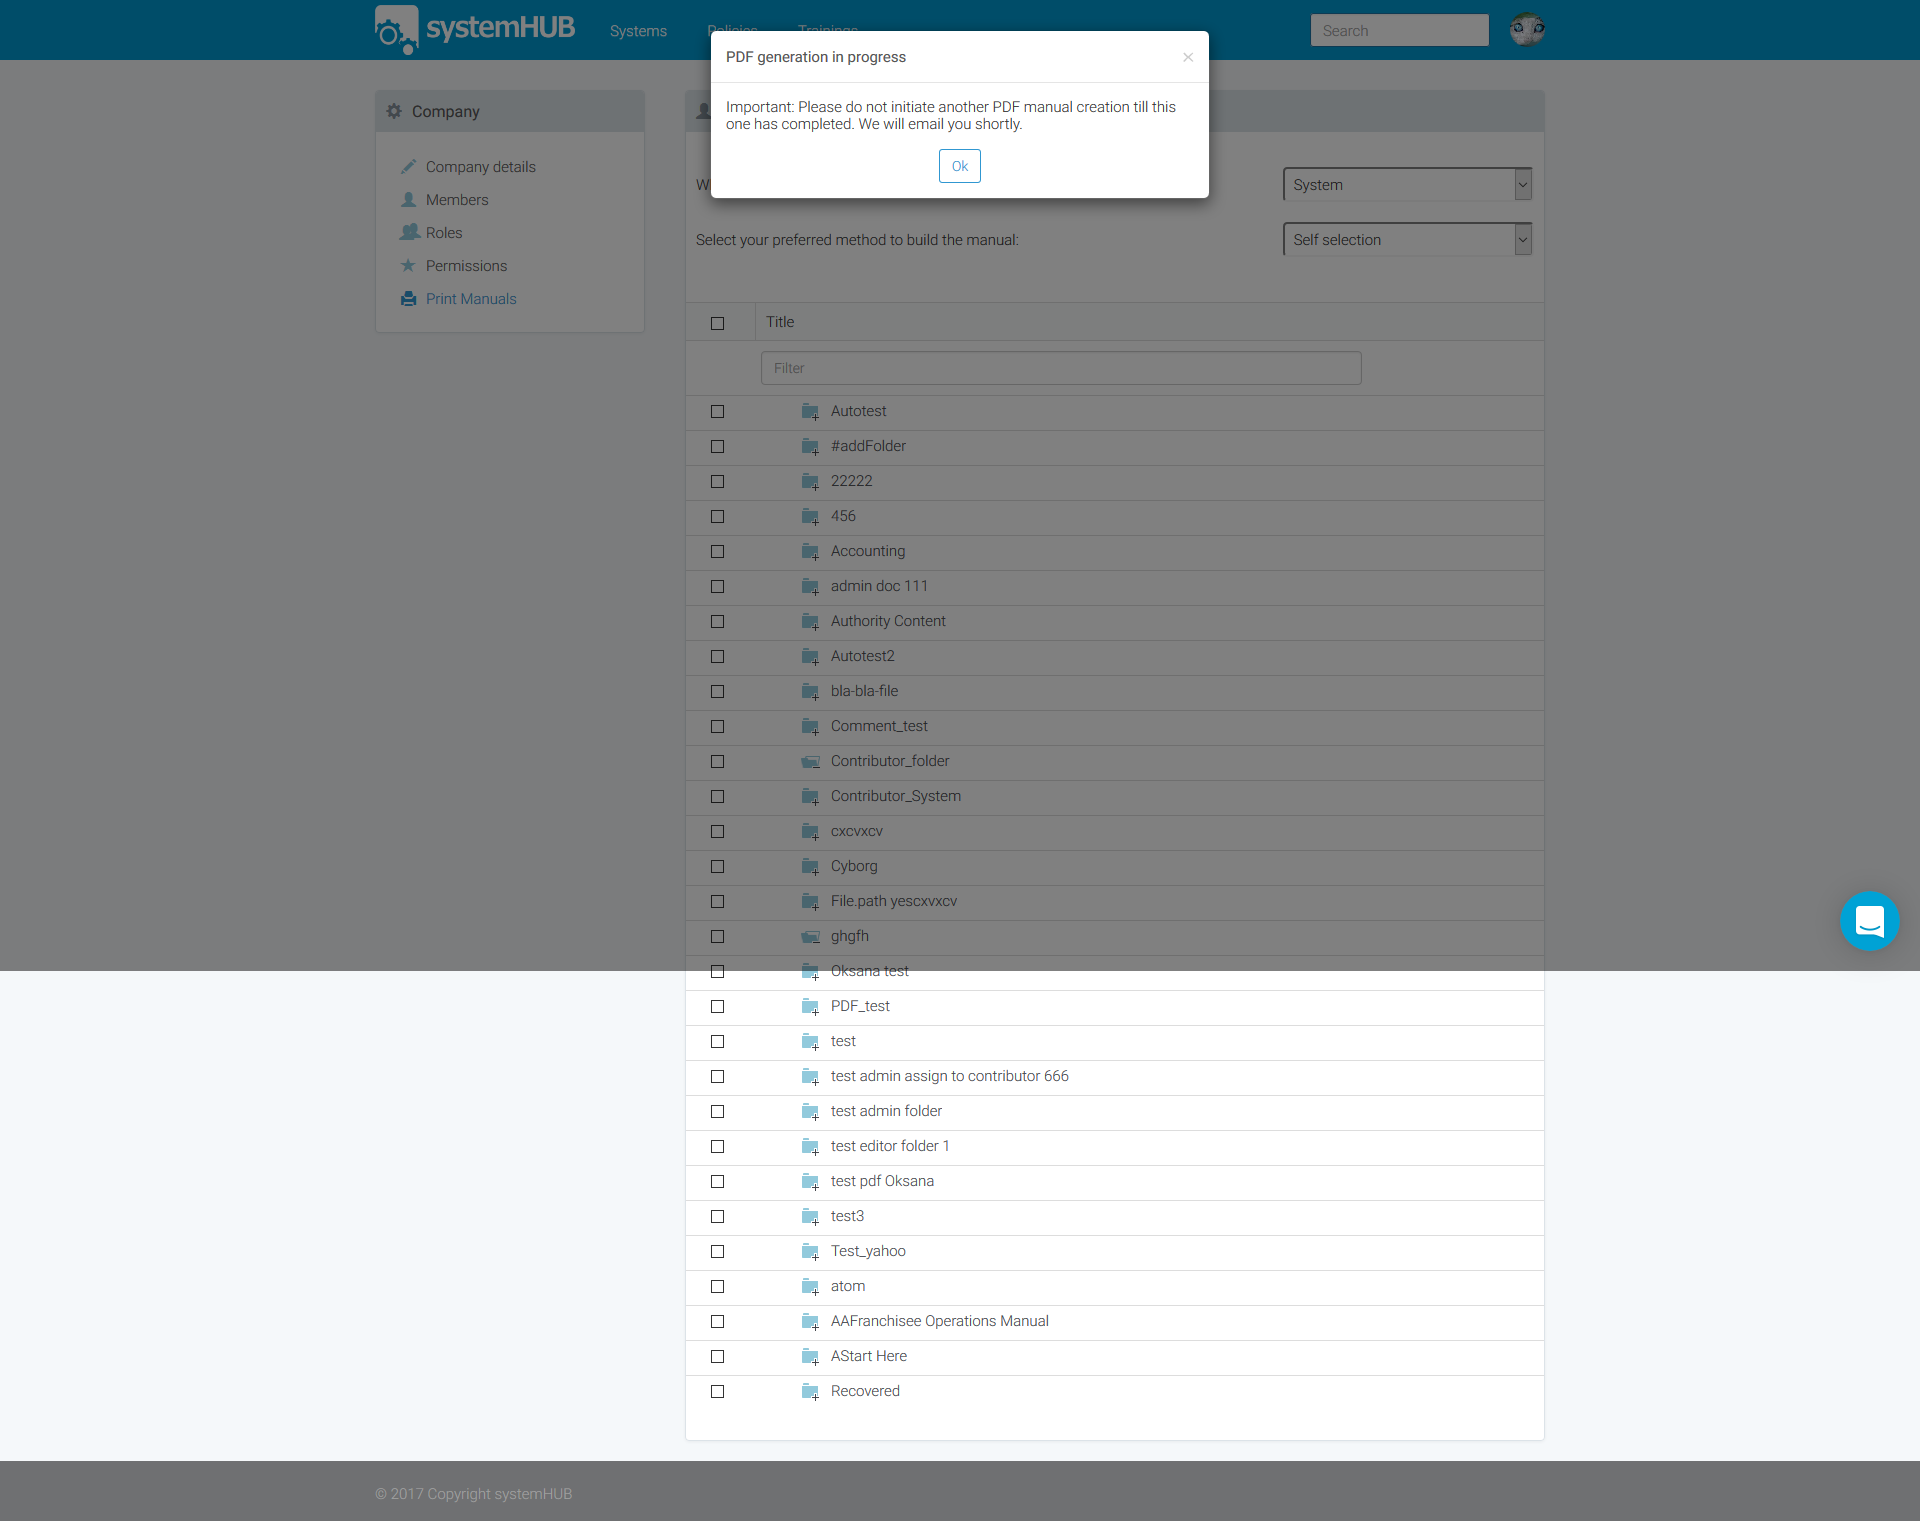 systemHUB
Systems
Policies
Trainings
Search
PDF generation in progress
×
Important: Please do not initiate another PDF manual creation till this
one has completed. We will email you shortly.
Ok
Company
Company details
Members
Roles
Permissions
Print Manuals
System
Select your preferred method to build the manual:
Self selection
Title
Filter
Autotest
#addFolder
22222
456
Accounting
admin doc 111
Authority Content
Autotest2
bla-bla-file
Comment_test
Contributor_folder
Contributor_System
cxcvxcv
Cyborg
File.path yescxvxcv
ghgfh
Oksana test
PDF_test
test
test admin assign to contributor 666
test admin folder
test editor folder 1
test pdf Oksana
test3
Test_yahoo
atom
AAFranchisee Operations Manual
AStart Here
Recovered
© 2017 Copyright systemHUB